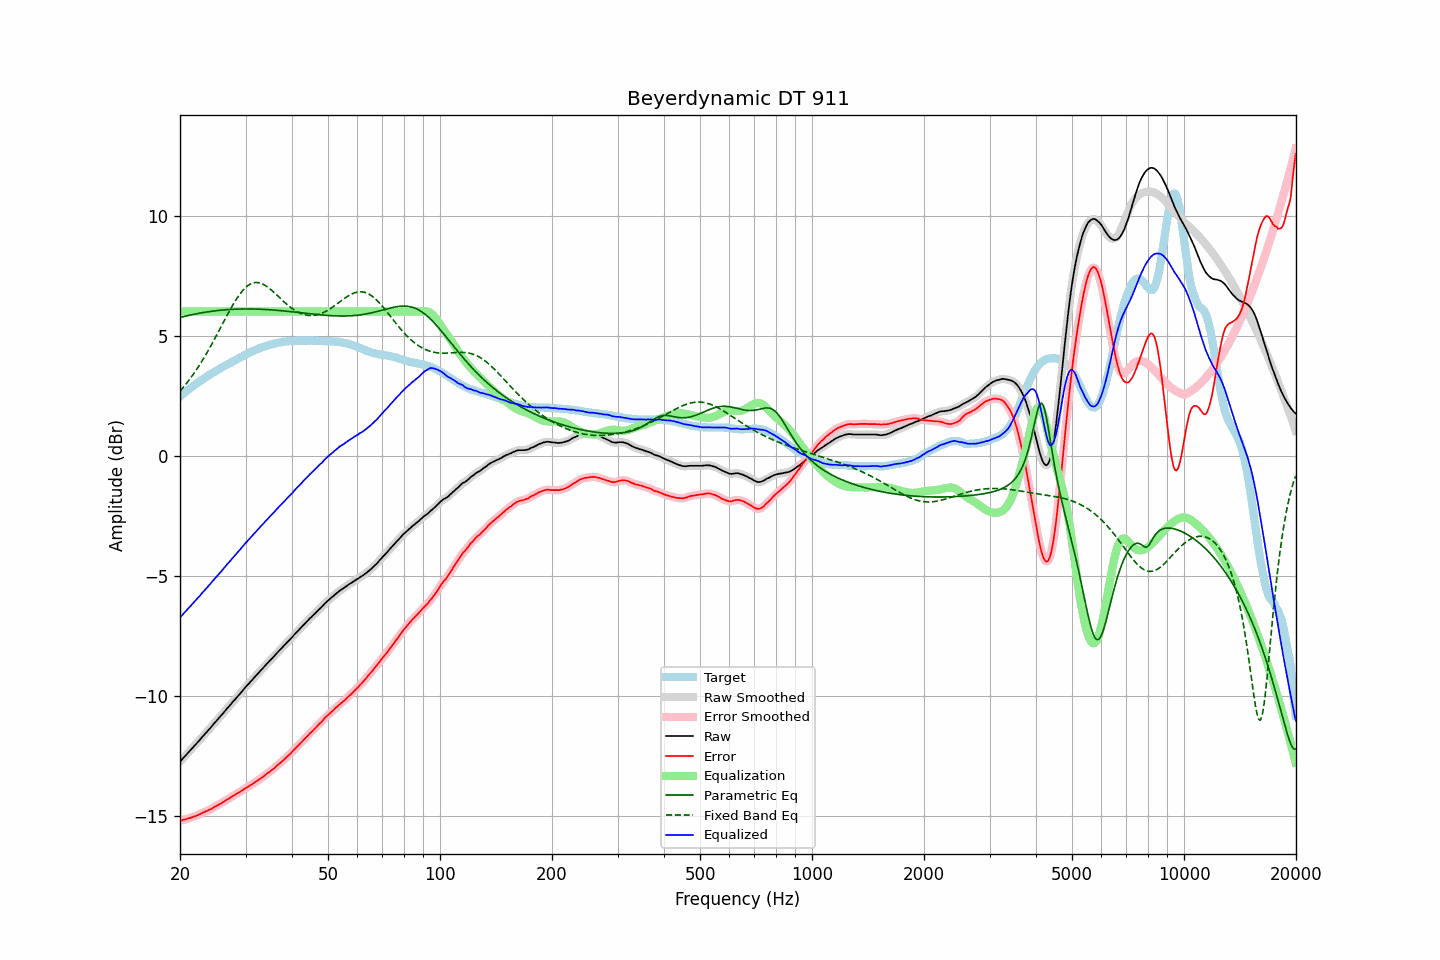 Beyerdynamic DT 911
Amplitude (dBr)
10
5
0
−5
−10
−15
Target
Raw Smoothed
Error Smoothed
Raw
Error
Equalization
Parametric Eq
Fixed Band Eq
Equalized
20
50
100
200
500
1000
2000
5000
10000
20000
Frequency (Hz)